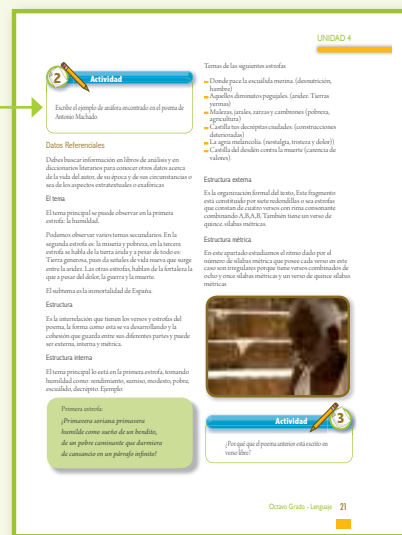 UNIDAD 4
2
Actividad
Escribe el ejemplo de anáfora encontrado en el poema de
Antonio Machado.
Datos Referenciales
Debes buscar información en libros de análisis y en
diccionarios literarios para conocer otros datos acerca
de la vida del autor, de su época y de sus circunstancias o
sea de los aspectos extratextuales o exafóricas
El tema
El tema principal se puede observar en la primera
estrofa: la humildad.
Podemos observar varios temas secundarios. En la
segunda estrofa es: la miseria y pobreza, en la tercera
estrofa se habla de la tierra árida y a pesar de todo es:
Tierra generosa, pues da señales de vida nueva que surge
entre la aridez. Las otras estrofas, hablan de la fortaleza la
que a pesar del dolor, la guerra y la muerte.
El subtema es la inmortalidad de España.
Estructura
Es la interrelación que tienen los versos y estrofas del
poema, la forma como esta se va desarrollando y la
cohesión que guarda entre sus diferentes partes y puede
ser externa, interna y métrica.
Estructura interna
El tema principal lo está en la primera estrofa, tomando
humildad como: rendimiento, sumiso, modesto, pobre,
escuálido, decrépito. Ejemplo:
Primera estrofa:
¡Primavera soriana primavera
humilde como sueño de un bendito,
de un pobre caminante que durmiera
de cansancio en un párrafo infinito!
Temas de las siguientes estrofas
Donde pace la escuálida merina. (desnutrición,
hambre)
Aquellos diminutos pegujales. (aridez. Tierras
yermas)
Malezas, jarales, zarzas y cambrones (pobreza,
agricultura)
Castilla tus decrépitas ciudades. (construcciones
deterioradas)
La agria melancolía. (nostalgia, tristeza y dolor))
Castilla del desdén contra la muerte (carencia de
valores).
Estructura externa
Es la organización formal del texto, Este fragmento
está constituido por siete redondillas o sea estrofas
que constan de cuatro versos con rima consonante
combinando A,B,A,B, También tiene un verso de
quince, sílabas métricas.
Estructura métrica
En este apartado estudiamos el ritmo dado por el
número de sílabas métrica que posee cada verso en este
caso son irregulares porque tiene versos combinados de
ocho y once sílabas métricas y un verso de quince sílabas
métricas
Actividad
3
¿Por qué que el poema anterior está escrito en
verso libre?
Octavo Grado - Lenguaje 21